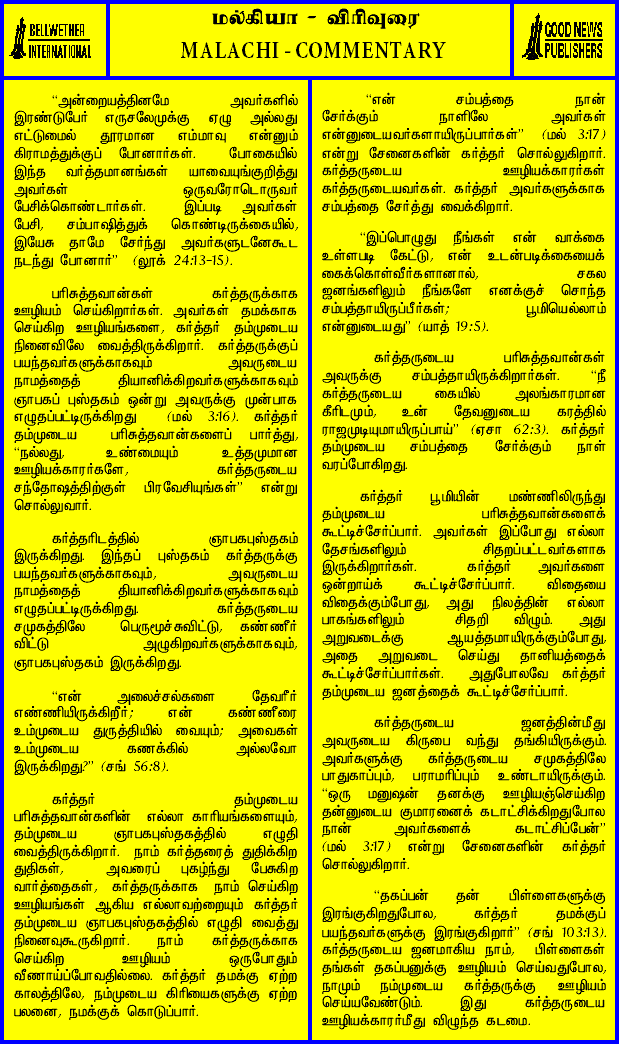 BELLWETHER
INTERNATIONAL
மல்கியா - விரிவுரை
MALACHI - COMMENTARY
GOOD NEWS
PUBLISHERS
“அன்றையத்தினமே அவர்களில்
இரண்டுபேர் எருசலேமுக்கு ஏழு அல்லது
எட்டுமைல் தூரமான எம்மாவு என்னும்
கிராமத்துக்குப் போனார்கள். போகையில்
இந்த வர்த்தமானங்கள் யாவையுங்குறித்து
அவர்கள் ஒருவரோடொருவர்
பேசிக்கொண்டார்கள். இப்படி அவர்கள்
பேசி, சம்பாஷித்துக் கொண்டிருக்கையில்,
இயேசு தாமே சேர்ந்து அவர்களுடனேகூட
நடந்து போனார்” (லூக் 24:13-15).
பரிசுத்தவான்கள் கர்த்தருக்காக
ஊழியம் செய்கிறார்கள். அவர்கள் தமக்காக
செய்கிற ஊழியங்களை, கர்த்தர் தம்முடைய
நினைவிலே வைத்திருக்கிறார். கர்த்தருக்குப்
பயந்தவர்களுக்காகவும் அவருடைய
நாமத்தைத் தியானிக்கிறவர்களுக்காகவும்
ஞாபகப் புஸ்தகம் ஒன்று அவருக்கு முன்பாக
எழுதப்பட்டிருக்கிறது (மல் 3:16). கர்த்தர்
தம்முடைய பரிசுத்தவான்களைப் பார்த்து,
“நல்லது, உண்மையும் உத்தமுமான
ஊழியக்காரர்களே, கர்த்தருடைய
சந்தோஷத்திற்குள் பிரவேசியுங்கள்” என்று
சொல்லுவார்.
கர்த்தரிடத்தில் ஞாபகபுஸ்தகம்
இருக்கிறது. இந்தப் புஸ்தகம் கர்த்தருக்கு
பயந்தவர்களுக்காகவும், அவருடைய
நாமத்தைத் தியானிக்கிறவர்களுக்காகவும்
எழுதப்பட்டிருக்கிறது. கர்த்தருடைய
சமுகத்திலே பெருமூச்சுவிட்டு, கண்ணீர்
விட்டு அழுகிறவர்களுக்காகவும்,
ஞாபகபுஸ்தகம் இருக்கிறது.
“என் அலைச்சல்களை தேவரீர்
எண்ணியிருக்கிறீர்; என் கண்ணீரை
உம்முடைய துருத்தியில் வையும்; அவைகள்
உம்முடைய கணக்கில் அல்லவோ
இருக்கிறது?” (சங் 56:8).
கர்த்தர் தம்முடைய
பரிசுத்தவான்களின் எல்லா காரியங்களையும்,
தம்முடைய ஞாபகபுஸ்தகத்தில் எழுதி
வைத்திருக்கிறார். நாம் கர்த்தரைத் துதிக்கிற
துதிகள், அவரைப் புகழ்ந்து பேசுகிற
வார்த்தைகள், கர்த்தருக்காக நாம் செய்கிற
ஊழியங்கள் ஆகிய எல்லாவற்றையும் கர்த்தர்
தம்முடைய ஞாபகபுஸ்தகத்தில் எழுதி வைத்து
நினைவுகூருகிறார். நாம் கர்த்தருக்காக
செய்கிற ஊழியம் ஒருபோதும்
வீணாய்ப்போவதில்லை. கர்த்தர் தமக்கு ஏற்ற
காலத்திலே, நம்முடைய கிரியைகளுக்கு ஏற்ற
பலனை, நமக்குக் கொடுப்பார்.
“என் சம்பத்தை நான்
சேர்க்கும் நாளிலே அவர்கள்
என்னுடையவர்களாயிருப்பார்கள்” (மல் 3:17)
என்று சேனைகளின் கர்த்தர் சொல்லுகிறார்.
கர்த்தருடைய ஊழியக்காரர்கள்
கர்த்தருடையவர்கள். கர்த்தர் அவர்களுக்காக
சம்பத்தை சேர்த்து வைக்கிறார்.
“இப்பொழுது நீங்கள் என் வாக்கை
உள்ளபடி கேட்டு, என் உடன்படிக்கையைக்
கைக்கொள்வீர்களானால், சகல
ஜனங்களிலும் நீங்களே எனக்குச் சொந்த
சம்பத்தாயிருப்பீர்கள்; பூமியெல்லாம்
என்னுடையது” (யாத் 19:5).
கர்த்தருடைய பரிசுத்தவான்கள்
அவருக்கு சம்பத்தாயிருக்கிறார்கள். “நீ
கர்த்தருடைய கையில் அலங்காரமான
கிரீடமும், உன் தேவனுடைய கரத்தில்
ராஜமுடியுமாயிருப்பாய்” (ஏசா 62:3). கர்த்தர்
தம்முடைய சம்பத்தை சேர்க்கும் நாள்
வரப்போகிறது.
கர்த்தர் பூமியின் மண்ணிலிருந்து
தம்முடைய பரிசுத்தவான்களைக்
கூட்டிச்சேர்ப்பார். அவர்கள் இப்போது எல்லா
தேசங்களிலும் சிதறப்பட்டவர்களாக
இருக்கிறார்கள். கர்த்தர் அவர்களை
ஒன்றாய்க் கூட்டிச்சேர்ப்பார். விதையை
விதைக்கும்போது, அது நிலத்தின் எல்லா
பாகங்களிலும் சிதறி விழும். அது
அறுவடைக்கு ஆயத்தமாயிருக்கும்போது,
அதை அறுவடை செய்து தானியத்தைக்
கூட்டிச்சேர்ப்பார்கள். அதுபோலவே கர்த்தர்
தம்முடைய ஜனத்தைக் கூட்டிச்சேர்ப்பார்.
கர்த்தருடைய ஜனத்தின்மீது
அவருடைய கிருபை வந்து தங்கியிருக்கும்.
அவர்களுக்கு கர்த்தருடைய சமுகத்திலே
பாதுகாப்பும், பராமரிப்பும் உண்டாயிருக்கும்.
“ஒரு மனுஷன் தனக்கு ஊழியஞ்செய்கிற
தன்னுடைய குமாரனைக் கடாட்சிக்கிறதுபோல
நான் அவர்களைக் கடாட்சிப்பேன்”
(மல் 3:17) என்று சேனைகளின் கர்த்தர்
சொல்லுகிறார்.
“தகப்பன் தன் பிள்ளைகளுக்கு
இரங்குகிறதுபோல, கர்த்தர் தமக்குப்
பயந்தவர்களுக்கு இரங்குகிறார்” (சங் 103:13).
கர்த்தருடைய ஜனமாகிய நாம், பிள்ளைகள்
தங்கள் தகப்பனுக்கு ஊழியம் செய்வதுபோல,
நாமும் நம்முடைய கர்த்தருக்கு ஊழியம்
செய்யவேண்டும். இது கர்த்தருடைய
ஊழியக்காரர்மீது விழுந்த கடமை.